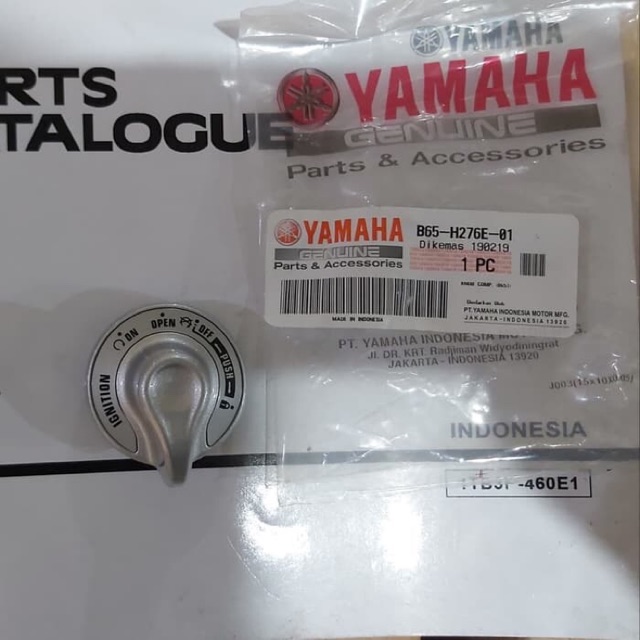 RTS
TALOGUE
YAMAHA
YAMAHA
GENUINE
Parts & Accessories
YAMAHA
GENUINE
Parts & Accessories
B65-H276E-01
Dikemas 190219
1 PC
MADE IN INDONESIA
PT. YAMAHA INDONESIA MOTOR MFG.
JAKARTA - INDONESIA 13920
PT. YAMAHA INDONESIA MOTOR
JL. DR. KRT. Radjiman Widyodningrat
JAKARTA - INDONESIA 13920
IGNITION
ON
OPEN
OFF
PUSH
INDONESIA
-460E1